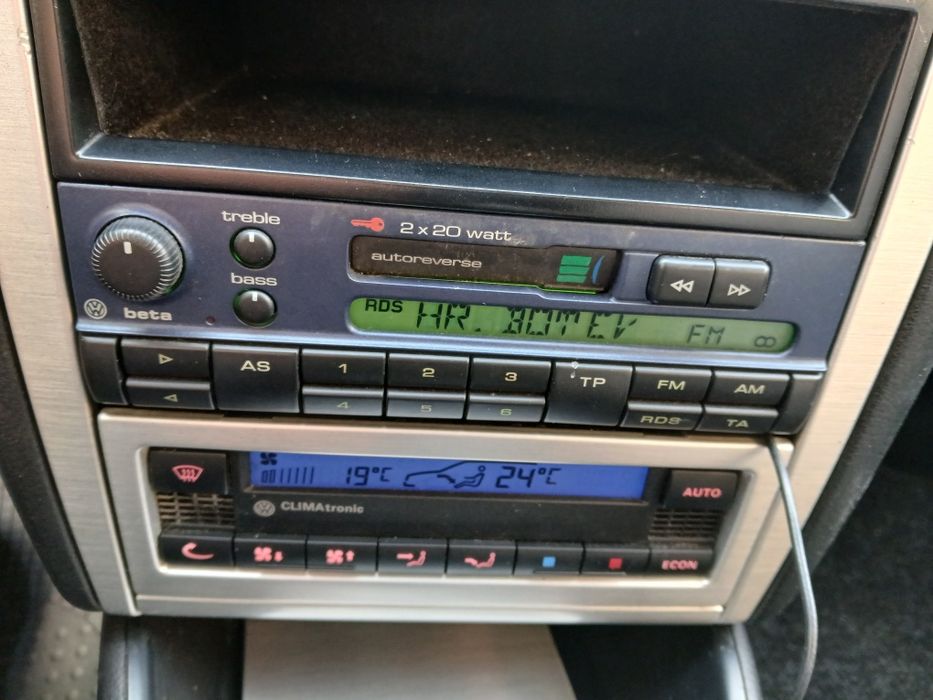 treble
2 x 20 watt
autoreverse
bass
beta
RDS HR. BOTEV FM
AS 1 2 3 TP FM AM
4 5 6 RDS TA
19°C 24°C
AUTO
CLIMAtronic
ECON